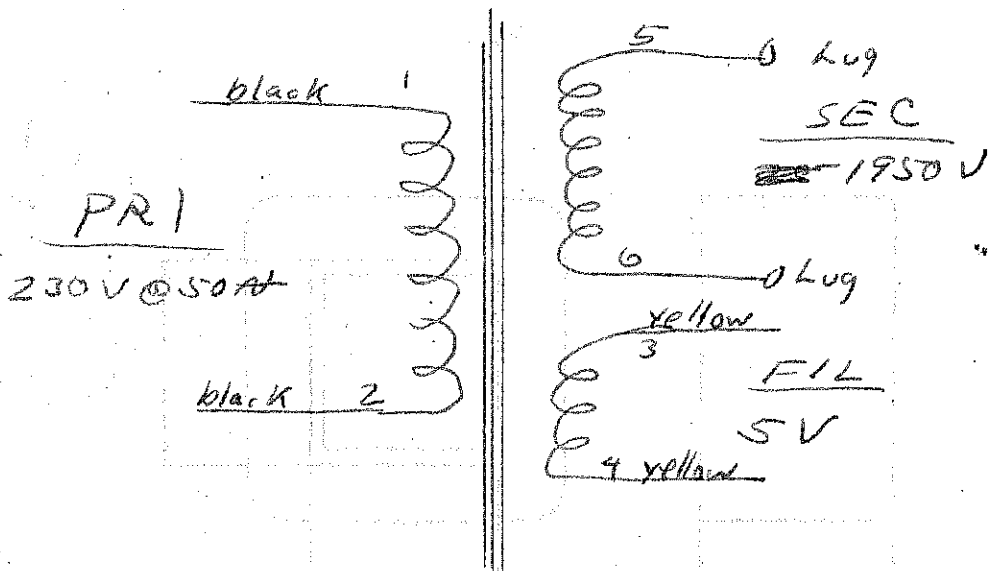 black 1
PRI
230V @ 50
black 2
5 Lug
SEC
1950 V
6 Lug
yellow
3
FIL
5V
4 yellow